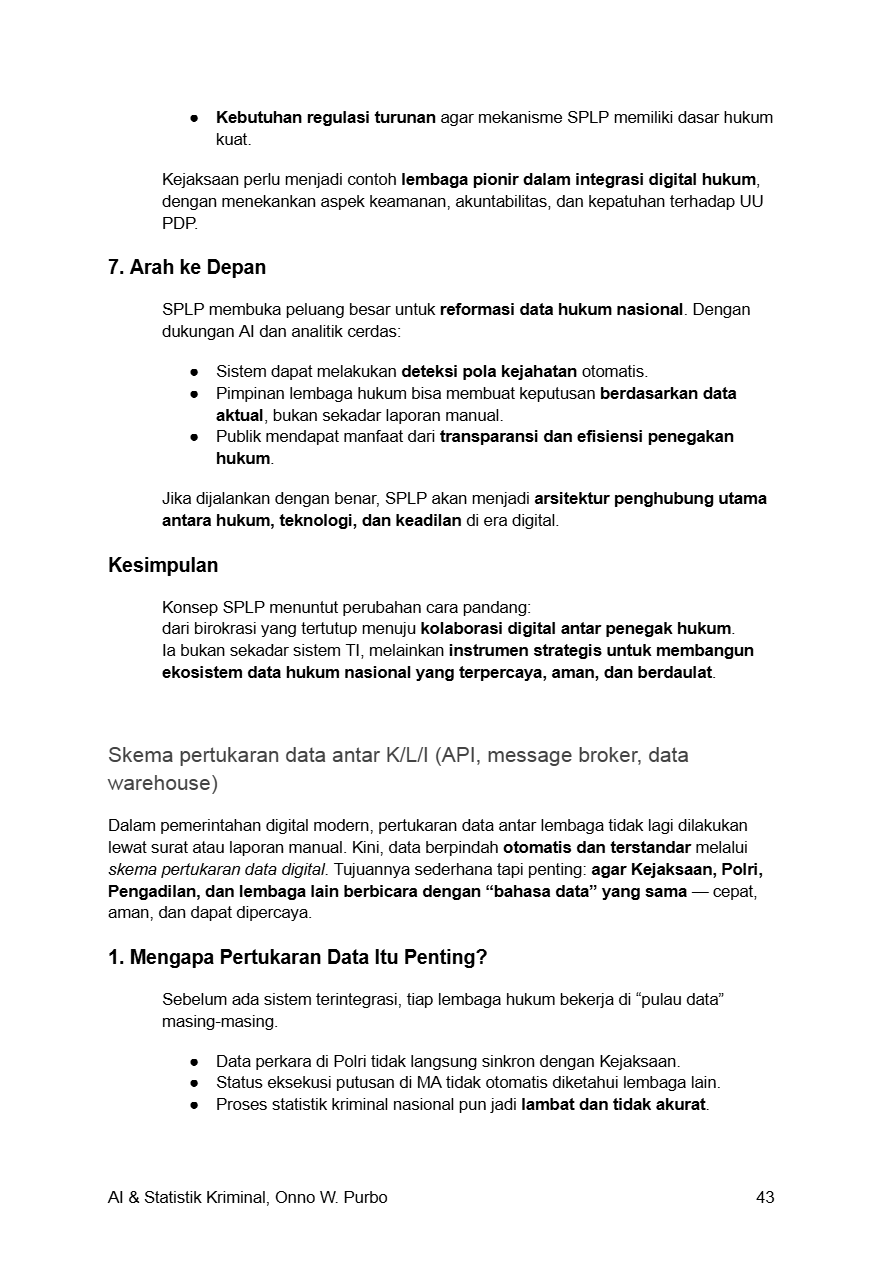 ● Kebutuhan regulasi turunan agar mekanisme SPLP memiliki dasar hukum
kuat.
Kejaksaan perlu menjadi contoh lembaga pionir dalam integrasi digital hukum,
dengan menekankan aspek keamanan, akuntabilitas, dan kepatuhan terhadap UU
PDP.
7. Arah ke Depan
SPLP membuka peluang besar untuk reformasi data hukum nasional. Dengan
dukungan AI dan analitik cerdas:
● Sistem dapat melakukan deteksi pola kejahatan otomatis.
● Pimpinan lembaga hukum bisa membuat keputusan berdasarkan data
aktual, bukan sekadar laporan manual.
● Publik mendapat manfaat dari transparansi dan efisiensi penegakan
hukum.
Jika dijalankan dengan benar, SPLP akan menjadi arsitektur penghubung utama
antara hukum, teknologi, dan keadilan di era digital.
Kesimpulan
Konsep SPLP menuntut perubahan cara pandang:
dari birokrasi yang tertutup menuju kolaborasi digital antar penegak hukum.
Ia bukan sekadar sistem TI, melainkan instrumen strategis untuk membangun
ekosistem data hukum nasional yang terpercaya, aman, dan berdaulat.
Skema pertukaran data antar K/L/I (API, message broker, data
warehouse)
Dalam pemerintahan digital modern, pertukaran data antar lembaga tidak lagi dilakukan
lewat surat atau laporan manual. Kini, data berpindah otomatis dan terstandar melalui
skema pertukaran data digital. Tujuannya sederhana tapi penting: agar Kejaksaan, Polri,
Pengadilan, dan lembaga lain berbicara dengan “bahasa data” yang sama — cepat,
aman, dan dapat dipercaya.
1. Mengapa Pertukaran Data Itu Penting?
Sebelum ada sistem terintegrasi, tiap lembaga hukum bekerja di “pulau data”
masing-masing.
● Data perkara di Polri tidak langsung sinkron dengan Kejaksaan.
● Status eksekusi putusan di MA tidak otomatis diketahui lembaga lain.
● Proses statistik kriminal nasional pun jadi lambat dan tidak akurat.
AI & Statistik Kriminal, Onno W. Purbo 43